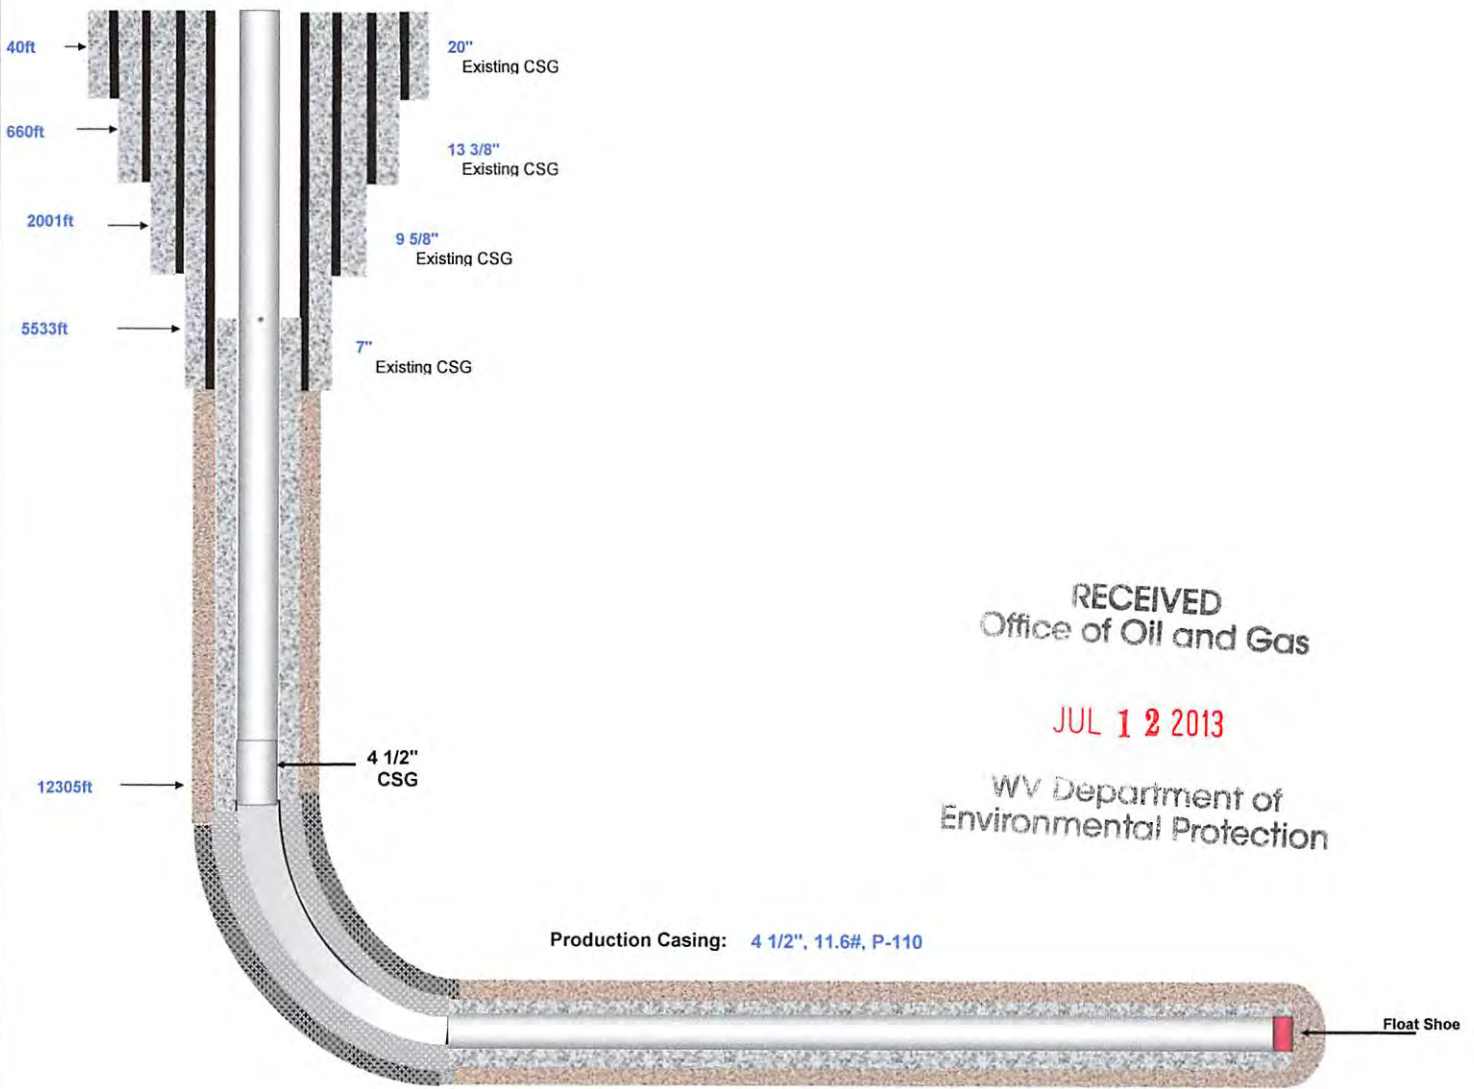 40ft
20"
Existing CSG
660ft
13 3/8"
Existing CSG
2001ft
9 5/8"
Existing CSG
5533ft
7"
Existing CSG
RECEIVED
Office of Oil and Gas
JUL 12 2013
4 1/2"
CSG
12305ft
WV Department of
Environmental Protection
Production Casing: 4 1/2", 11.6#, P-110
Float Shoe